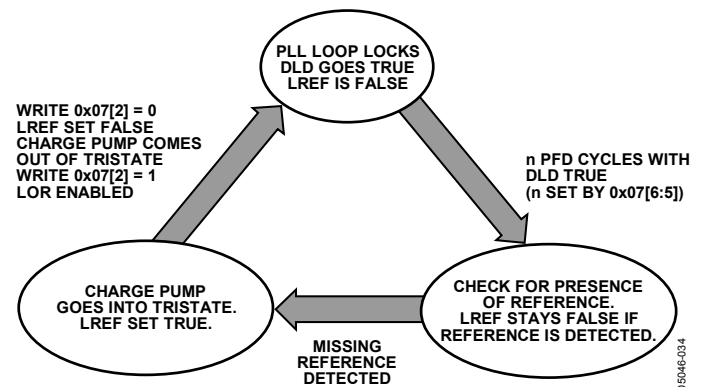 PLL LOOP LOCKS
DLD GOES TRUE
LREF IS FALSE
WRITE 0x07[2] = 0
LREF SET FALSE
CHARGE PUMP COMES
OUT OF TRISTATE
WRITE 0x07[2] = 1
LOR ENABLED
n PFD CYCLES WITH
DLD TRUE
(n SET BY 0x07[6:5])
CHARGE PUMP
GOES INTO TRISTATE.
LREF SET TRUE.
CHECK FOR PRESENCE
OF REFERENCE.
LREF STAYS FALSE IF
REFERENCE IS DETECTED.
MISSING
REFERENCE
DETECTED
05046-034